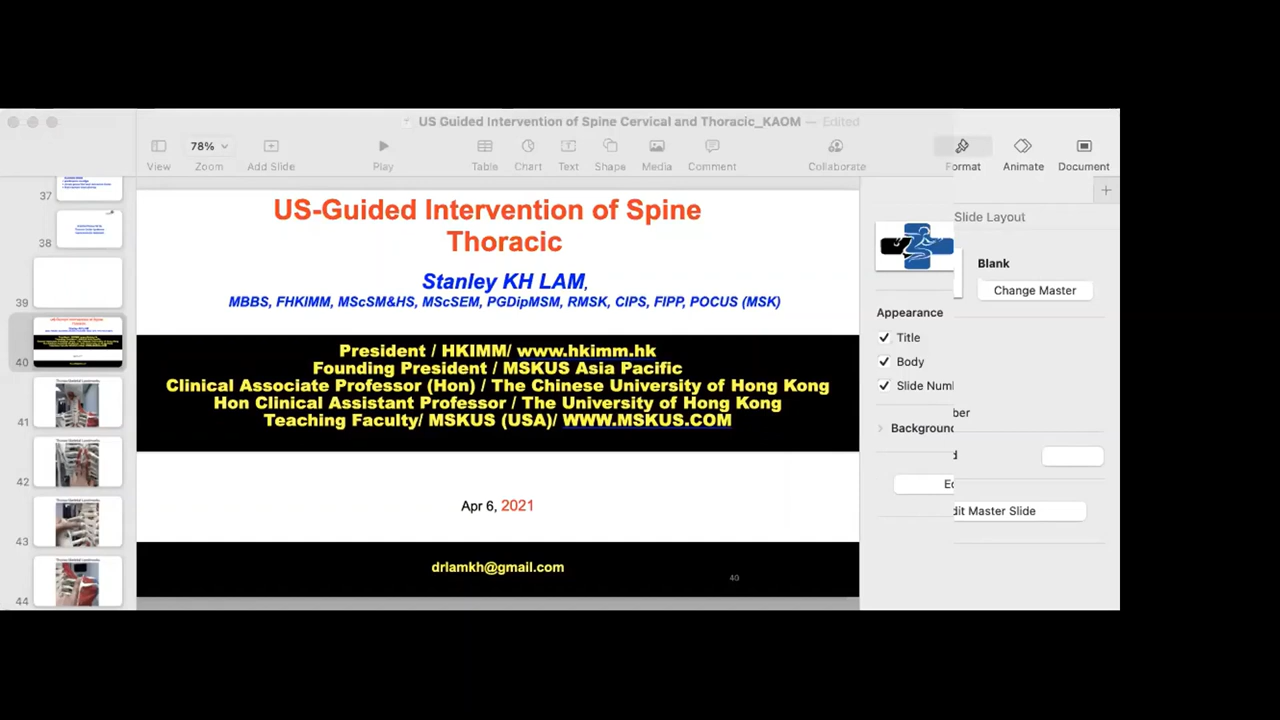 US Guided Intervention of Spine Cervical and Thoracic_KAOM — Edited
View
78%
Zoom
Add Slide
Play
Table
Chart
Text
Shape
Media
Comment
Collaborate
Format
Animate
Document
37
38
39
40
41
42
43
44
US-Guided Intervention of Spine
Thoracic
Stanley KH LAM,
MBBS, FHKIMM, MScSM&HS, MScSEM, PGDipMSM, RMSK, CIPS, FIPP, POCUS (MSK)
President / HKIMM/ www.hkimm.hk
Founding President / MSKUS Asia Pacific
Clinical Associate Professor (Hon) / The Chinese University of Hong Kong
Hon Clinical Assistant Professor / The University of Hong Kong
Teaching Faculty/ MSKUS (USA)/ WWW.MSKUS.COM
Apr 6, 2021
drlamkh@gmail.com
40
Slide Layout
Blank
Change Master
Appearance
Title
Body
Slide Numl
ber
Backgroun
d
Ec
dit Master Slide